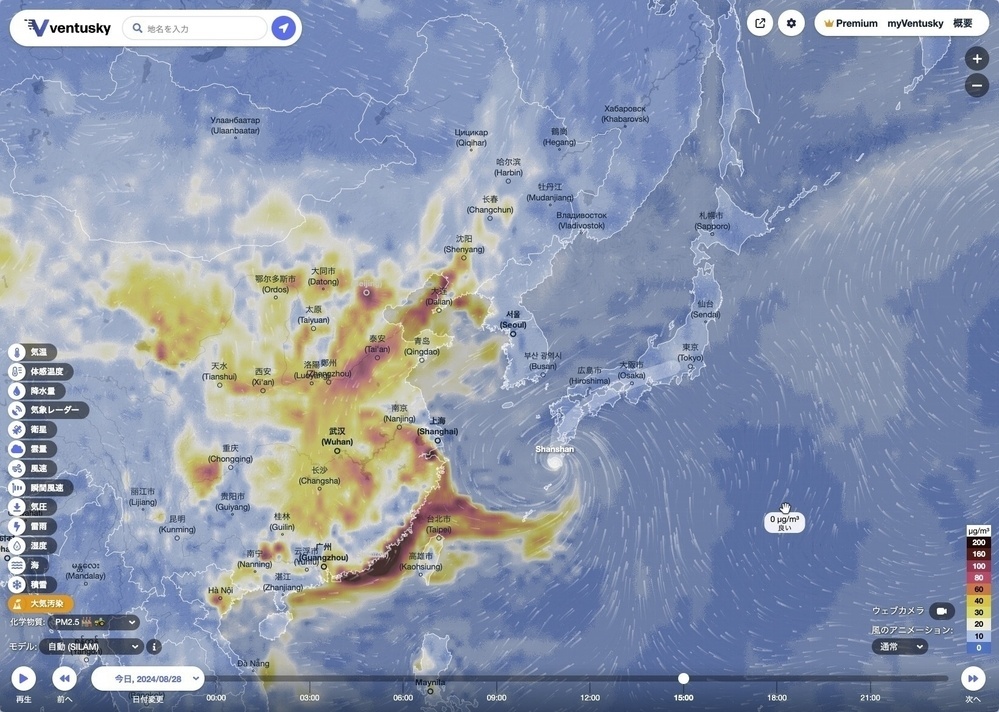 ventusky
地名を入力
Premium myVentusky 概要
+
−
Улаанбаатар
(Ulaanbaatar)
Цицикар
(Qiqihar)
鹤岗
(Hegang)
Хабаровск
(Khabarovsk)
哈尔滨
(Harbin)
牡丹江
(Mudanjiang)
长春
(Changchun)
Владивосток
(Vladivostok)
札幌市
(Sapporo)
沈阳
(Shenyang)
鄂尔多斯市
(Ordos)
大同市
(Datong)
大连
(Dalian)
太原
(Taiyuan)
서울
(Seoul)
仙台
(Sendai)
泰安
(Tai'an)
青岛
(Qingdao)
부산 광역시
(Busan)
広島市
(Hiroshima)
大阪市
(Osaka)
東京
(Tokyo)
天水
(Tianshui)
西安
(Xi'an)
洛陽
郑州
(Zhengzhou)
南京
(Nanjing)
上海
(Shanghai)
武汉
(Wuhan)
Shanshan
重庆
(Chongqing)
长沙
(Changsha)
丽江市
(Lijiang)
贵阳市
(Guiyang)
昆明
(Kunming)
桂林
(Guilin)
台北市
(Taipei)
0 µg/m³
良い
南宁
(Nanning)
广州
(Guangzhou)
高雄市
(Kaohsiung)
湛江
(Zhanjiang)
(Mandalay)
Hà Nội
Đà Nẵng
Maynila
気温
体感温度
降水量
気象レーダー
衛星
雲量
風速
瞬間風速
気圧
雷雨
湿度
海
積雪
大気汚染
化学物質: PM2.5
モデル: 自動 (SILAM) i
µg/m³
200
160
100
80
60
40
30
20
10
0
ウェブカメラ
風のアニメーション:
通常
再生
前へ
今日, 2024/08/28
日付変更
00:00 03:00 06:00 09:00 12:00 15:00 18:00 21:00
次へ